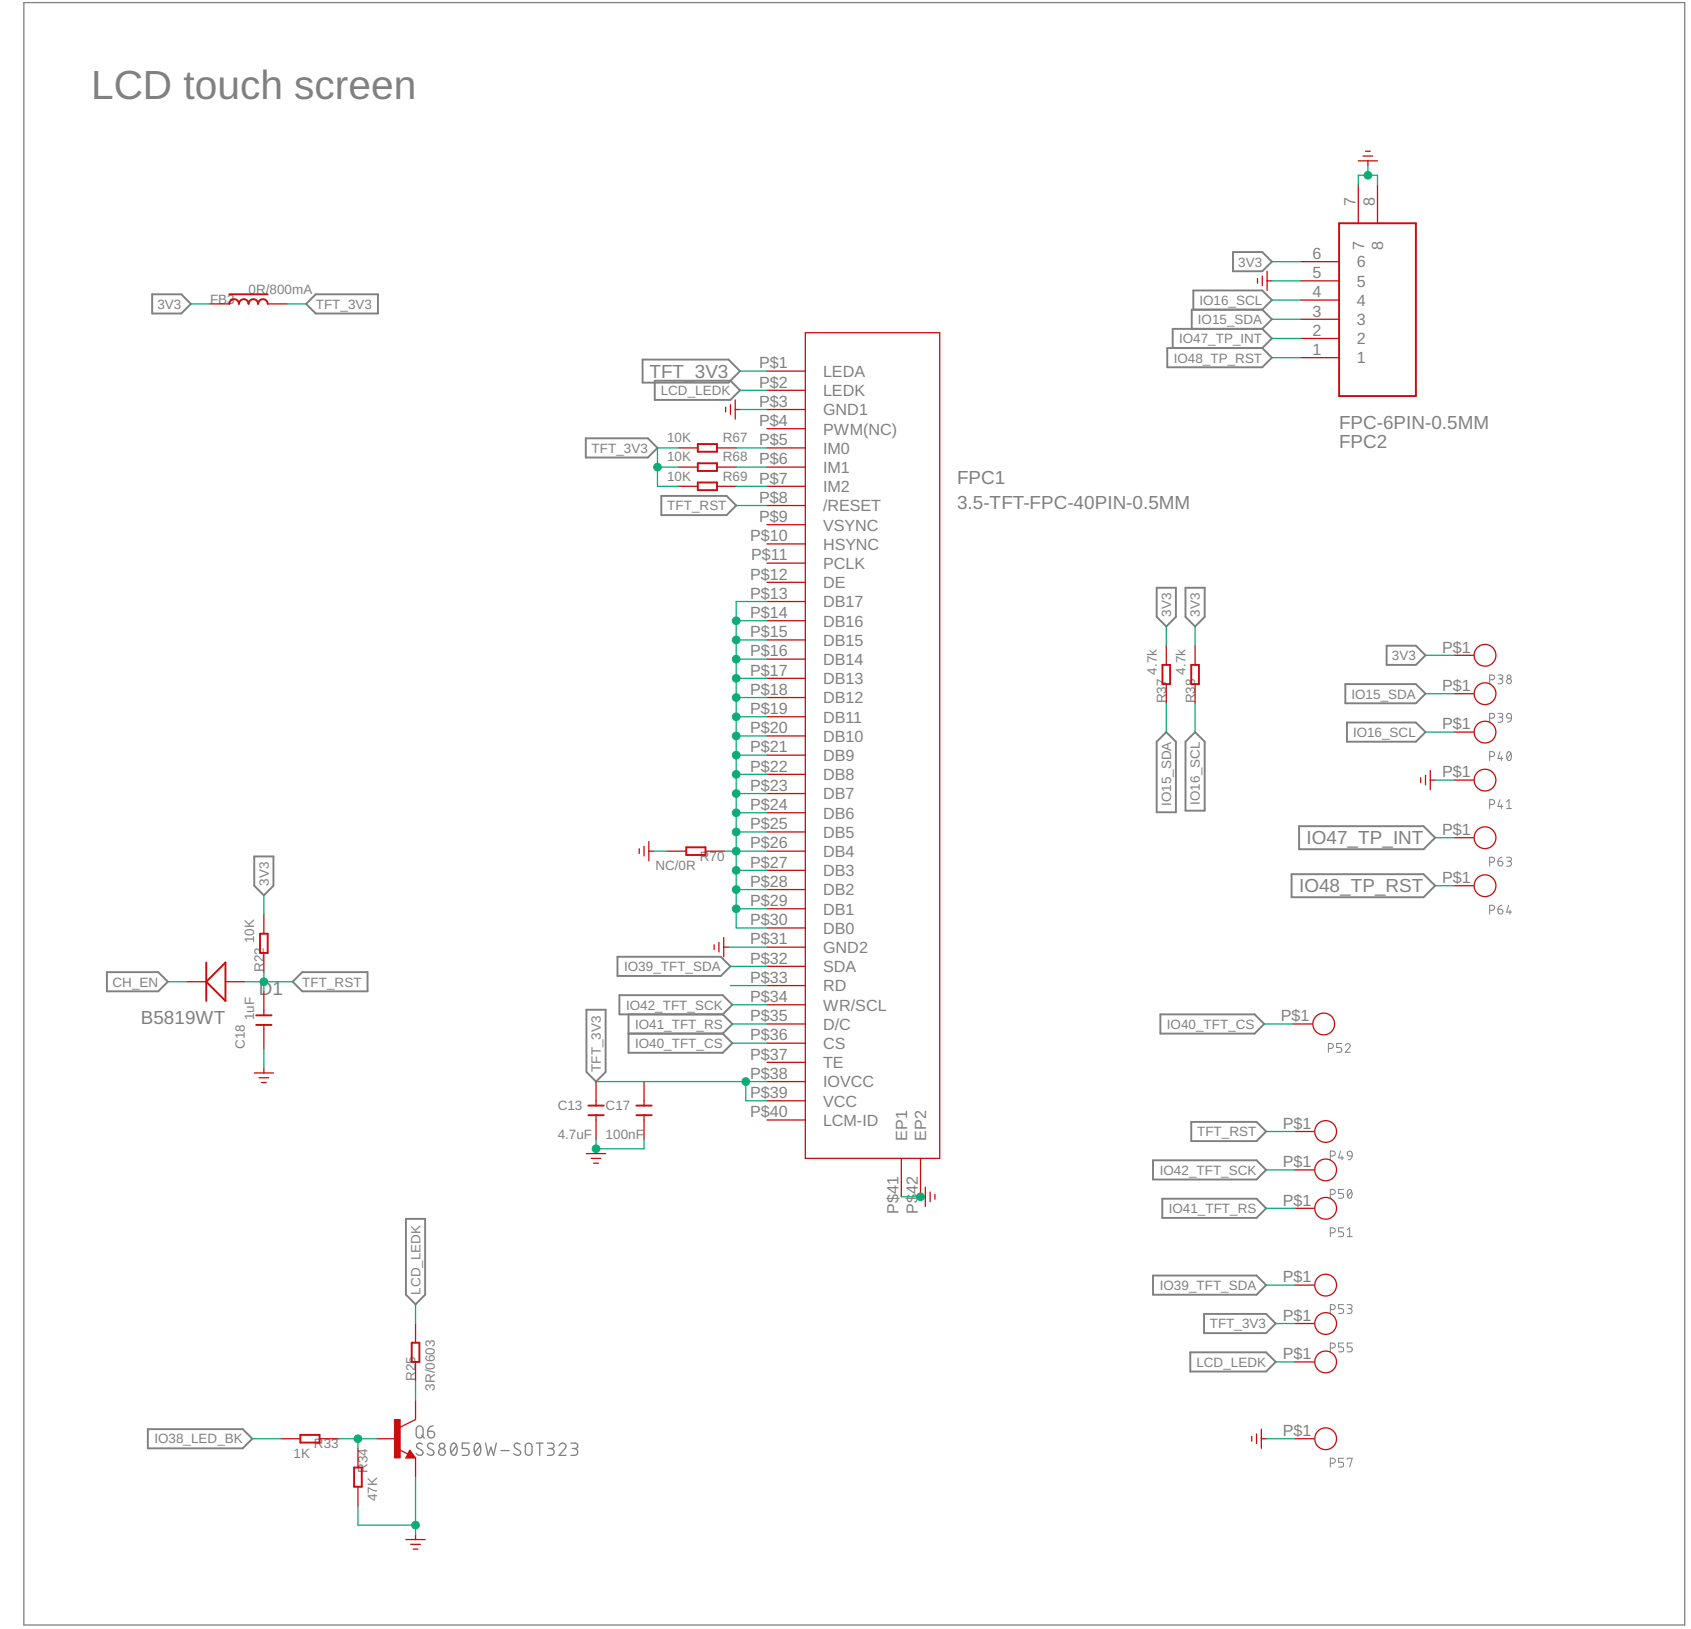 LCD touch screen
3V3
0R/800mA
TFT_3V3
7
8
7
8
3V3
6
6
5
5
IO16_SCL
4
4
IO15_SDA
3
3
IO47_TP_INT
2
2
IO48_TP_RST
1
1
FPC-6PIN-0.5MM
FPC2
TFT_3V3
P$1
LEDA
LCD_LEDK
P$2
LEDK
P$3
GND1
P$4
PWM(NC)
TFT_3V3
10K
R67
P$5
IM0
10K
R68
P$6
IM1
10K
R69
P$7
IM2
TFT_RST
P$8
/RESET
P$9
VSYNC
P$10
HSYNC
P$11
PCLK
P$12
DE
P$13
DB17
P$14
DB16
P$15
DB15
P$16
DB14
P$17
DB13
P$18
DB12
P$19
DB11
P$20
DB10
P$21
DB9
P$22
DB8
P$23
DB7
P$24
DB6
P$25
DB5
P$26
DB4
NC/0R
R70
P$27
DB3
P$28
DB2
P$29
DB1
P$30
DB0
P$31
GND2
IO39_TFT_SDA
P$32
SDA
P$33
RD
IO42_TFT_SCK
P$34
WR/SCL
IO41_TFT_RS
P$35
D/C
IO40_TFT_CS
P$36
CS
P$37
TE
P$38
IOVCC
P$39
VCC
P$40
LCM-ID
EP1
EP2
P$41
P$42
FPC1
3.5-TFT-FPC-40PIN-0.5MM
TFT_3V3
C13
C17
4.7uF
100nF
3V3
3V3
4.7k
4.7k
R37
IO15_SDA
IO16_SCL
3V3
P$1
P38
IO15_SDA
P$1
P39
IO16_SCL
P$1
P40
P$1
P41
IO47_TP_INT
P$1
P63
IO48_TP_RST
P$1
P64
3V3
10K
CH_EN
D1
TFT_RST
B5819WT
1uF
C18
IO40_TFT_CS
P$1
P52
TFT_RST
P$1
P49
IO42_TFT_SCK
P$1
P50
IO41_TFT_RS
P$1
P51
IO39_TFT_SDA
P$1
P53
TFT_3V3
P$1
P55
LCD_LEDK
P$1
P$1
P57
LCD_LEDK
3R/0603
IO38_LED_BK
1K
R33
R34
47K
Q6
SS8050W-SOT323